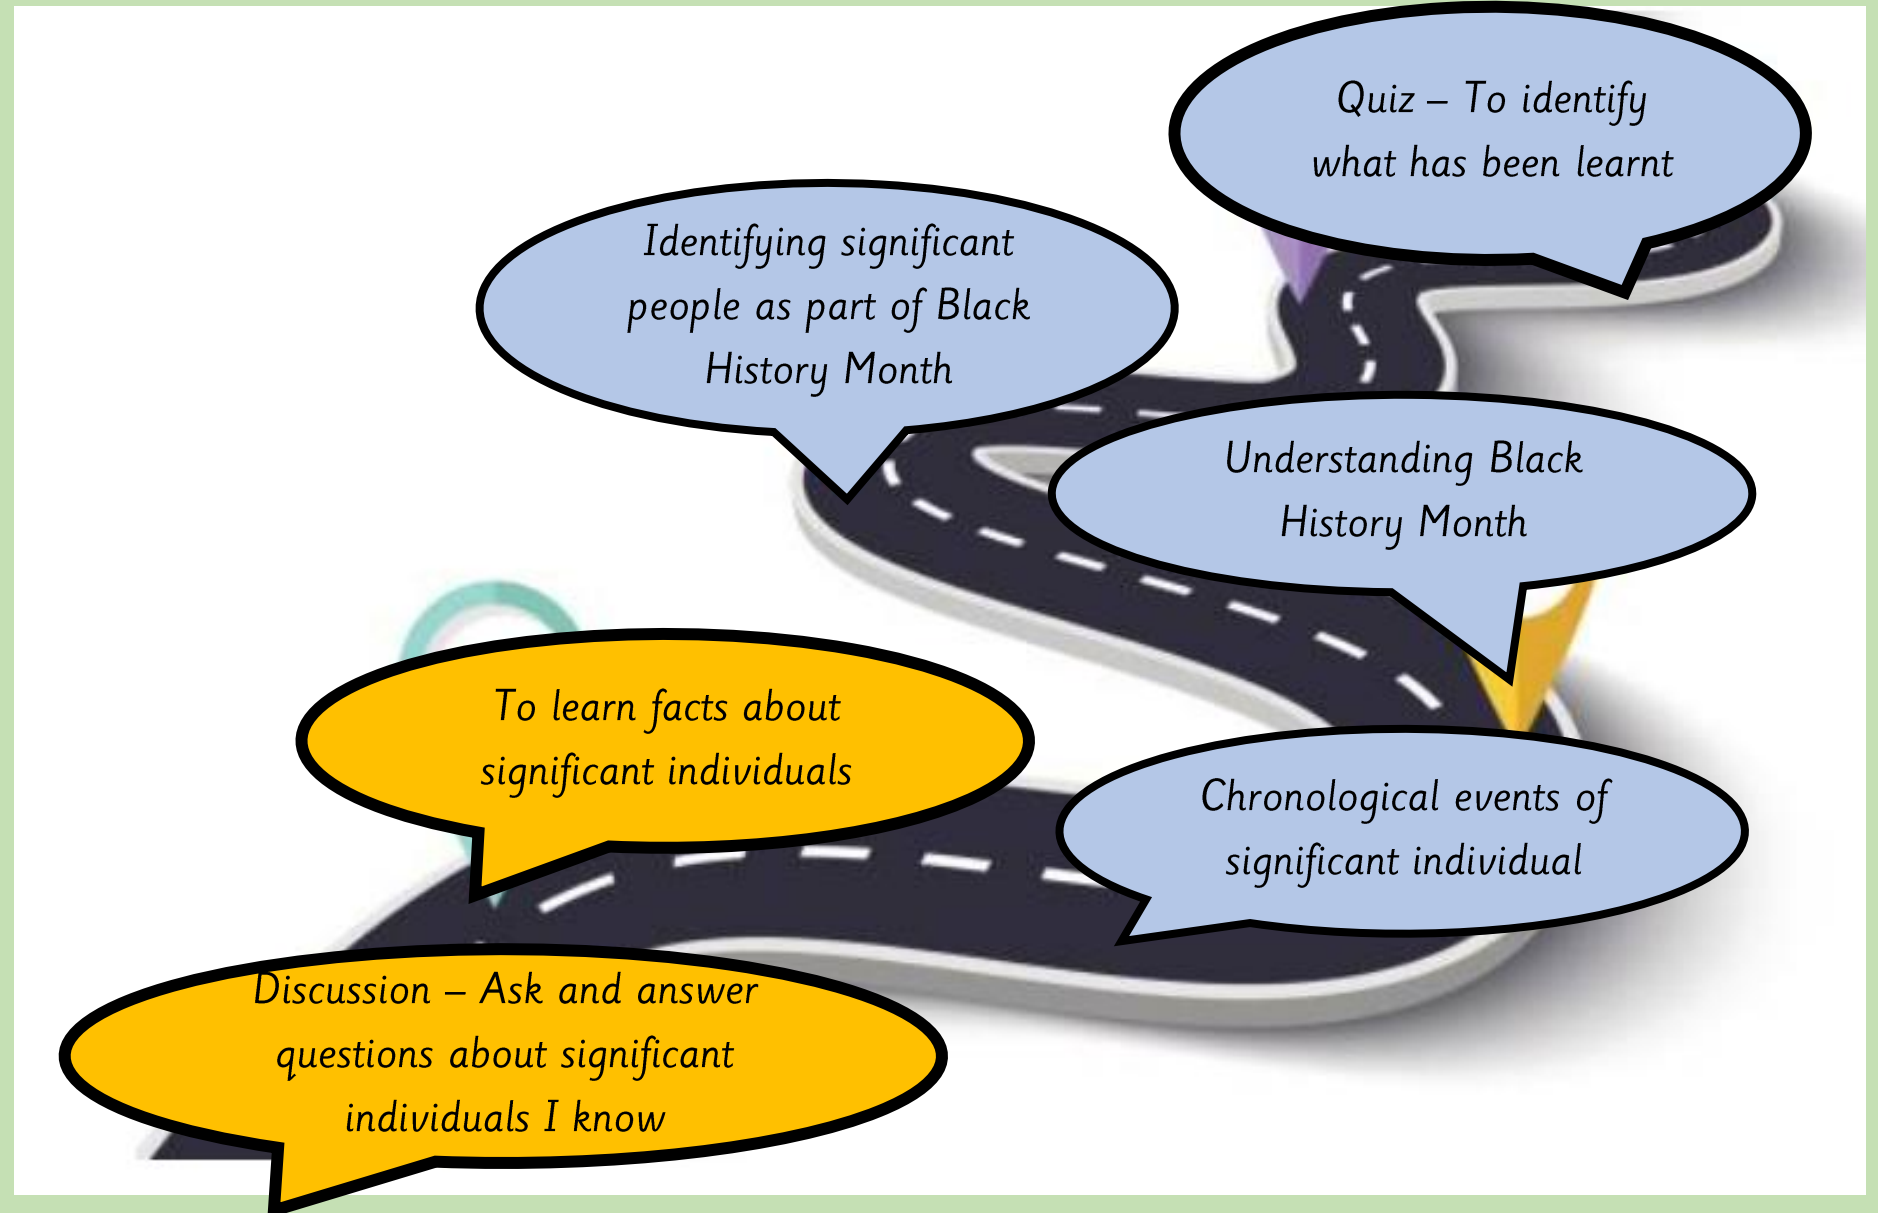 Quiz – To identify
what has been learnt
Identifying significant
people as part of Black
History Month
Understanding Black
History Month
To learn facts about
significant individuals
Chronological events of
significant individual
Discussion – Ask and answer
questions about significant
individuals I know